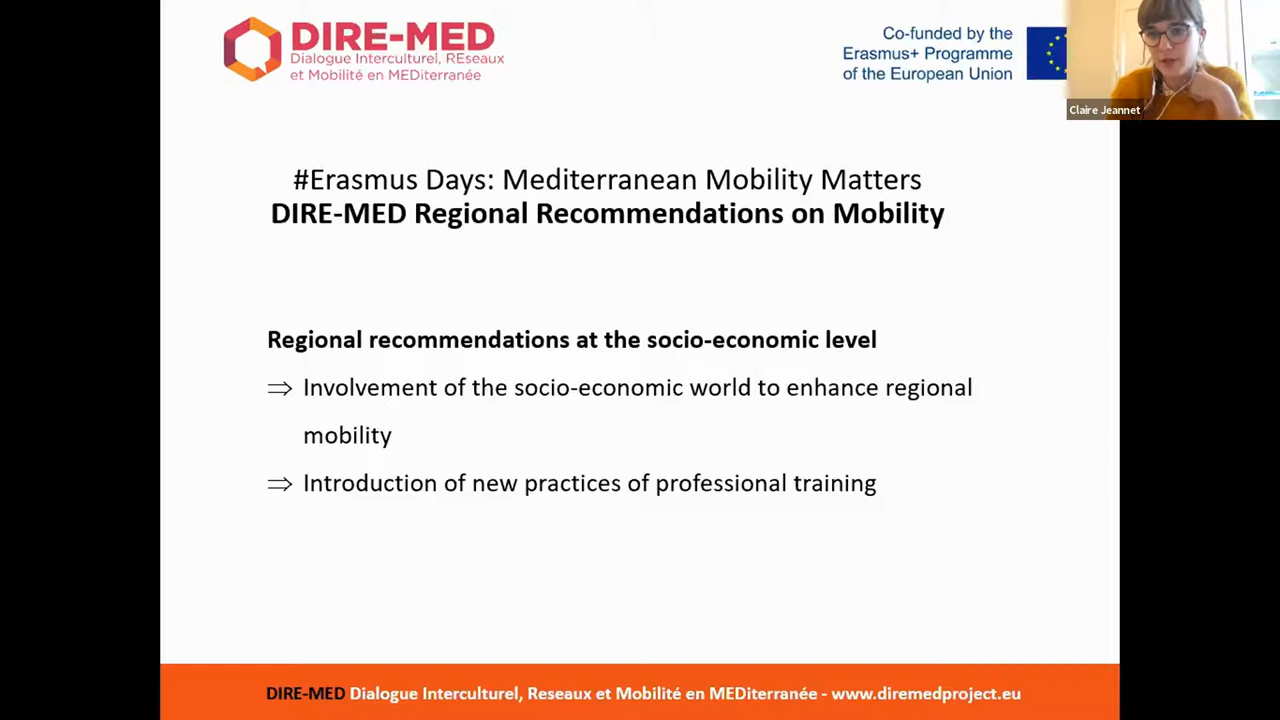 DIRE-MED
Dialogue Interculturel, REseaux
et Mobilité en MEDiterranée
Co-funded by the
Erasmus+ Programme
of the European Union
Claire Jeannet
#Erasmus Days: Mediterranean Mobility Matters
DIRE-MED Regional Recommendations on Mobility
Regional recommendations at the socio-economic level
⇒ Involvement of the socio-economic world to enhance regional
mobility
⇒ Introduction of new practices of professional training
DIRE-MED Dialogue Interculturel, Reseaux et Mobilité en MEDiterranée - www.diremedproject.eu